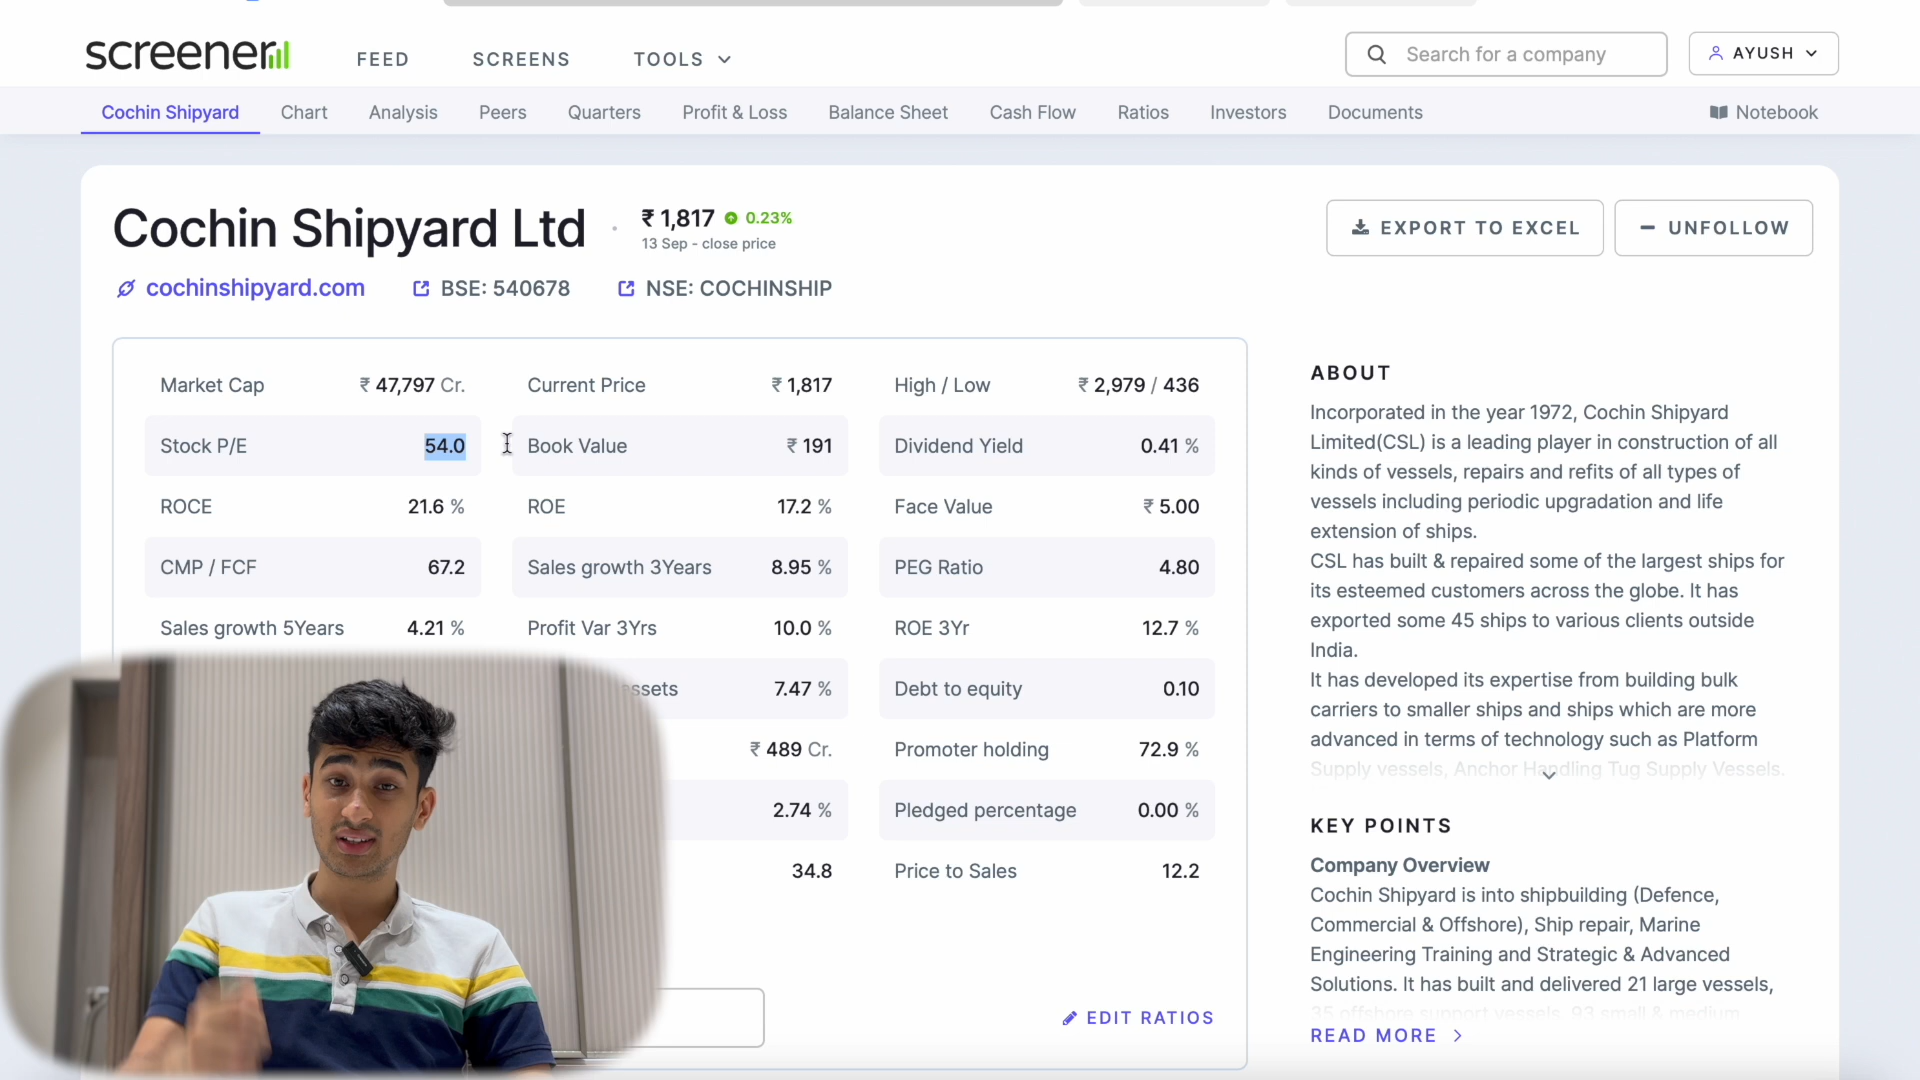 screener
FEED
SCREENS
TOOLS
Search for a company
AYUSH
Cochin Shipyard
Chart
Analysis
Peers
Quarters
Profit & Loss
Balance Sheet
Cash Flow
Ratios
Investors
Documents
Notebook
Cochin Shipyard Ltd
₹ 1,817 0.23%
13 Sep - close price
EXPORT TO EXCEL
UNFOLLOW
cochinshipyard.com
BSE: 540678
NSE: COCHINSHIP
Market Cap ₹ 47,797 Cr.
Current Price ₹ 1,817
High / Low ₹ 2,979 / 436
Stock P/E 54.0
Book Value ₹ 191
Dividend Yield 0.41 %
ROCE 21.6 %
ROE 17.2 %
Face Value ₹ 5.00
CMP / FCF 67.2
Sales growth 3Years 8.95 %
PEG Ratio 4.80
Sales growth 5Years 4.21 %
Profit Var 3Yrs 10.0 %
ROE 3Yr 12.7 %
7.47 %
Debt to equity 0.10
₹ 489 Cr.
Promoter holding 72.9 %
2.74 %
Pledged percentage 0.00 %
34.8
Price to Sales 12.2
EDIT RATIOS
ABOUT
Incorporated in the year 1972, Cochin Shipyard
Limited(CSL) is a leading player in construction of all
kinds of vessels, repairs and refits of all types of
vessels including periodic upgradation and life
extension of ships.
CSL has built & repaired some of the largest ships for
its esteemed customers across the globe. It has
exported some 45 ships to various clients outside
India.
It has developed its expertise from building bulk
carriers to smaller ships and ships which are more
advanced in terms of technology such as Platform
Supply vessels, Anchor Handling Tug Supply Vessels.
KEY POINTS
Company Overview
Cochin Shipyard is into shipbuilding (Defence,
Commercial & Offshore), Ship repair, Marine
Engineering Training and Strategic & Advanced
Solutions. It has built and delivered 21 large vessels,
35 offshore support vessels, 93 small & medium
READ MORE